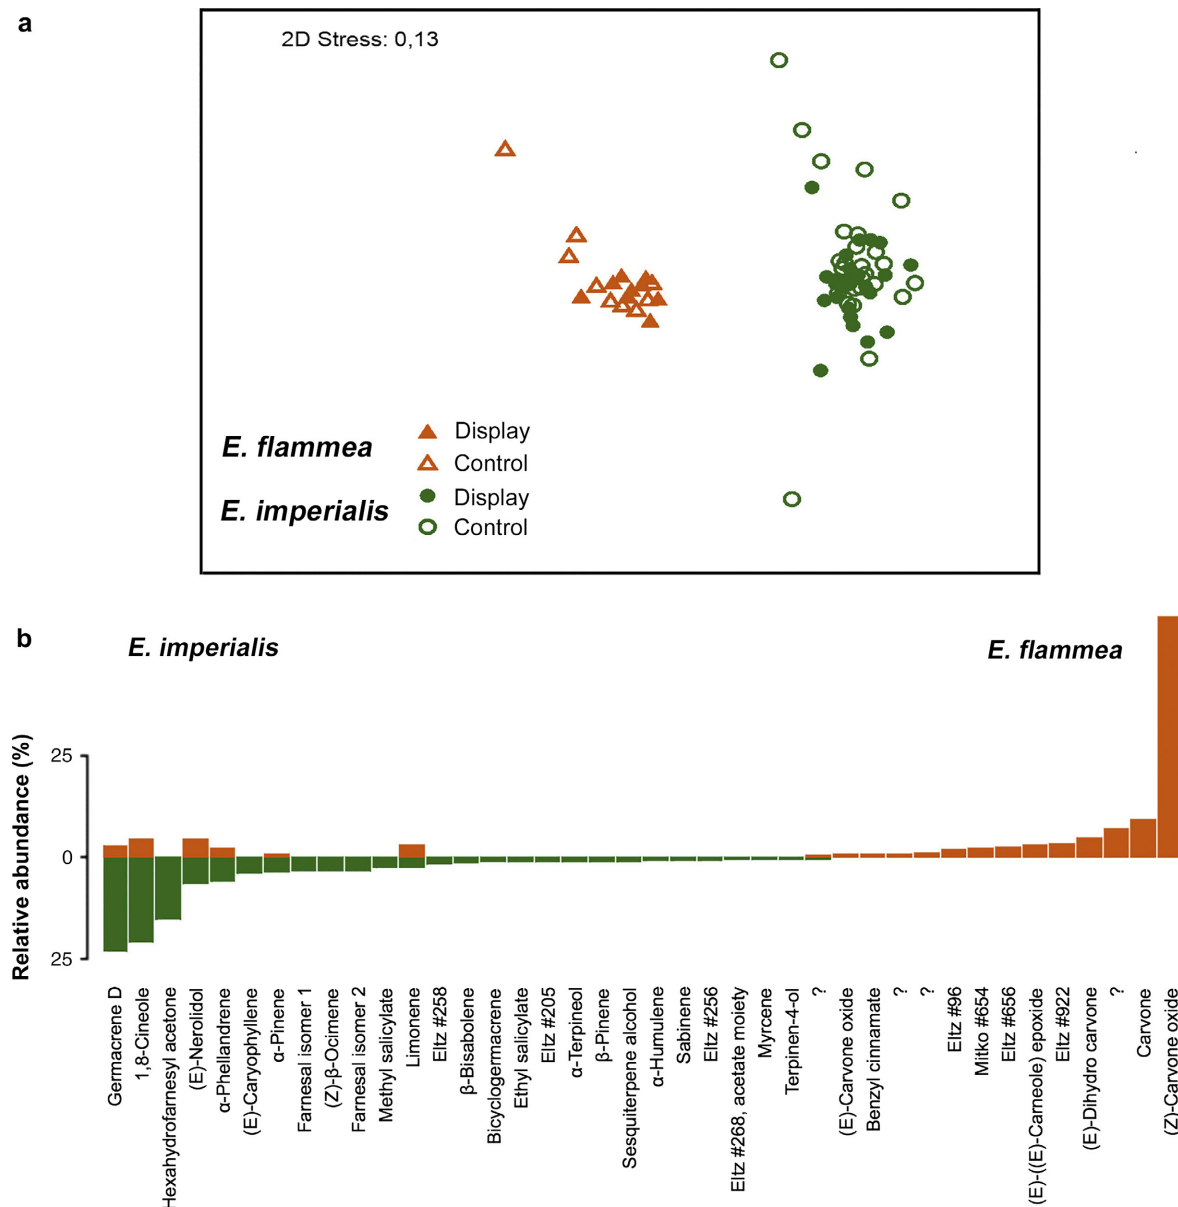 a
2D Stress: 0,13
E. flammea
Display
Control
E. imperialis
Display
Control
b
E. imperialis
E. flammea
Relative abundance (%)
25
0
25
Germacrene D
1,8-Cineole
Hexahydrofarnesyl acetone
(E)-Nerolidol
α-Phellandrene
(E)-Caryophyllene
α-Pinene
Farnesal isomer 1
(Z)-β-Ocimene
Farnesal isomer 2
Methyl salicylate
Limonene
Eltz #258
β-Bisabolene
Bicyclogermacrene
Ethyl salicylate
Eltz #205
α-Terpineol
β-Pinene
Sesquiterpene alcohol
α-Humulene
Sabinene
Eltz #256
Eltz #268, acetate moiety
Myrcene
Terpinen-4-ol
?
(E)-Carvone oxide
Benzyl cinnamate
?
?
Eltz #96
Mitko #654
Eltz #656
(E)-((E)-Carneole) epoxide
Eltz #922
(E)-Dihydro carvone
?
Carvone
(Z)-Carvone oxide